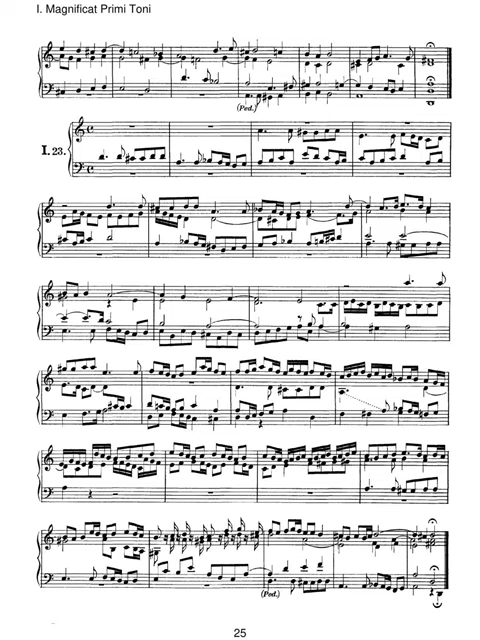 I. Magnificat Primi Toni
(Ped.)
I. 23.
(Ped.)
25